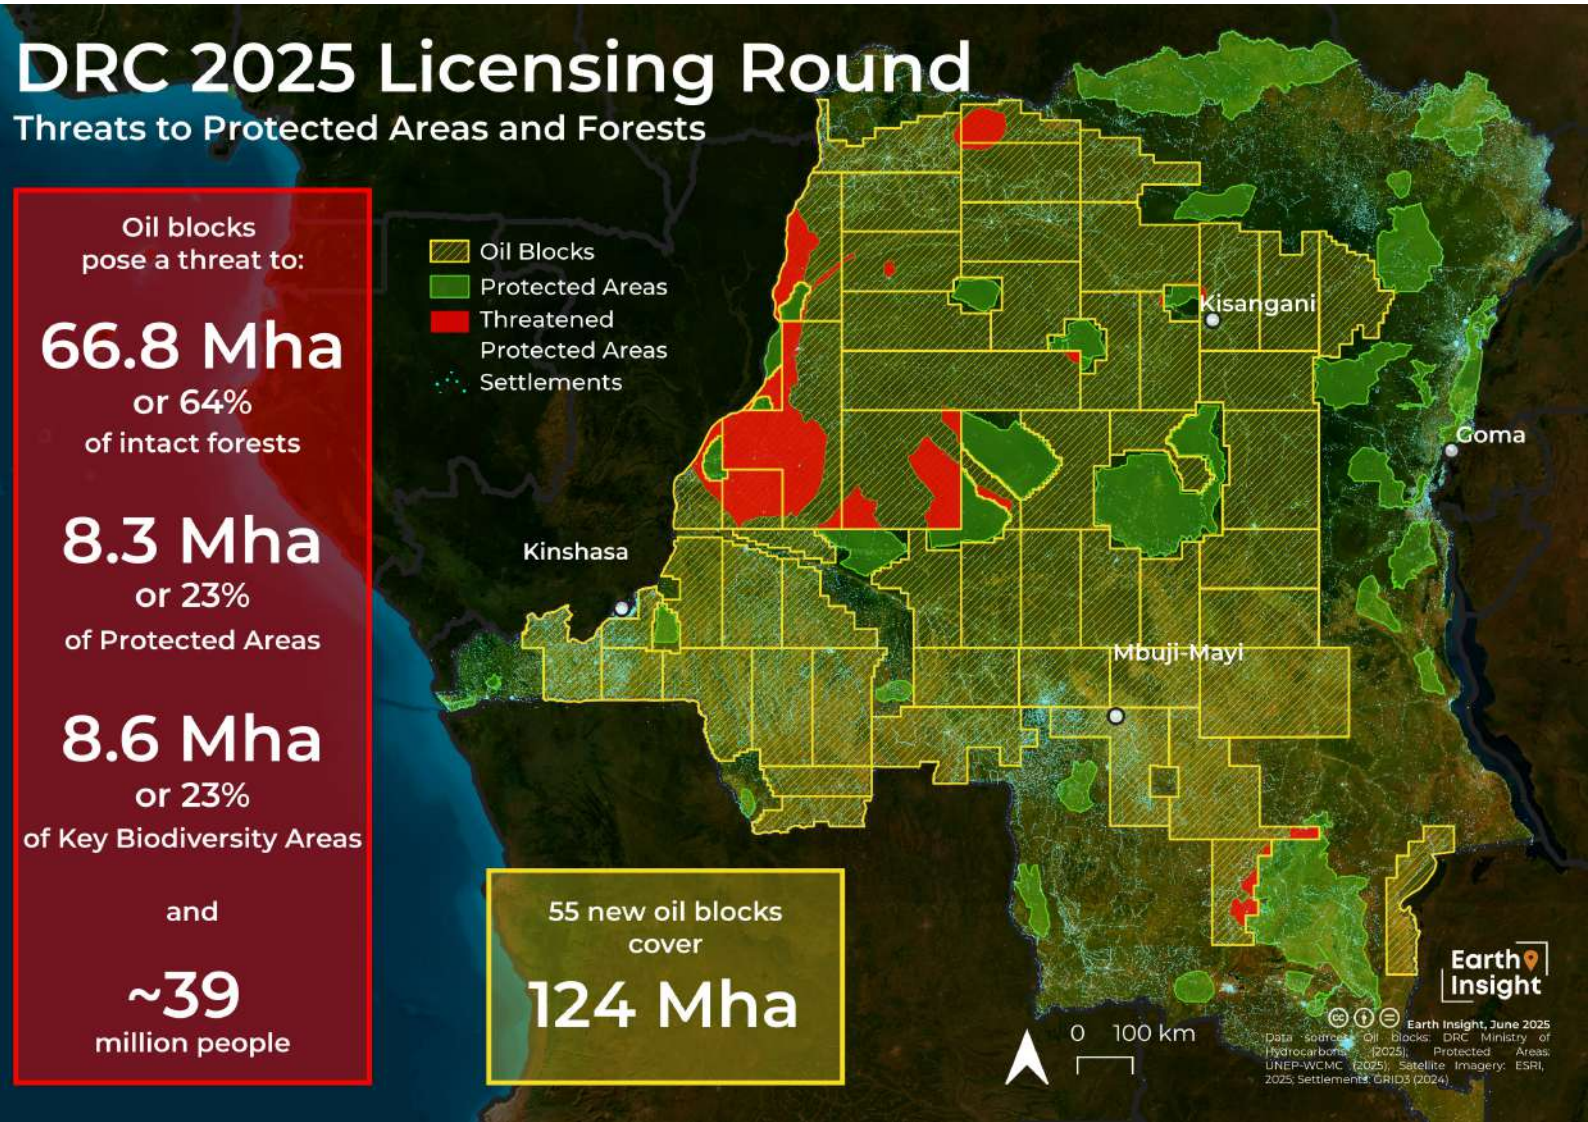 DRC 2025 Licensing Round
Threats to Protected Areas and Forests
Oil blocks
pose a threat to:
66.8 Mha
or 64%
of intact forests
8.3 Mha
or 23%
of Protected Areas
8.6 Mha
or 23%
of Key Biodiversity Areas
and
~39
million people
Oil Blocks
Protected Areas
Threatened
Protected Areas
Settlements
Kisangani
Goma
Kinshasa
Mbuji-Mayi
55 new oil blocks
cover
124 Mha
0 100 km
Earth
Insight
Earth Insight, June 2025
Data sources: Oil blocks: DRC Ministry of
Hydrocarbons (2025); Protected Areas:
UNEP-WCMC (2025); Satellite Imagery: ESRI,
2025; Settlements: GRID3 (2024)